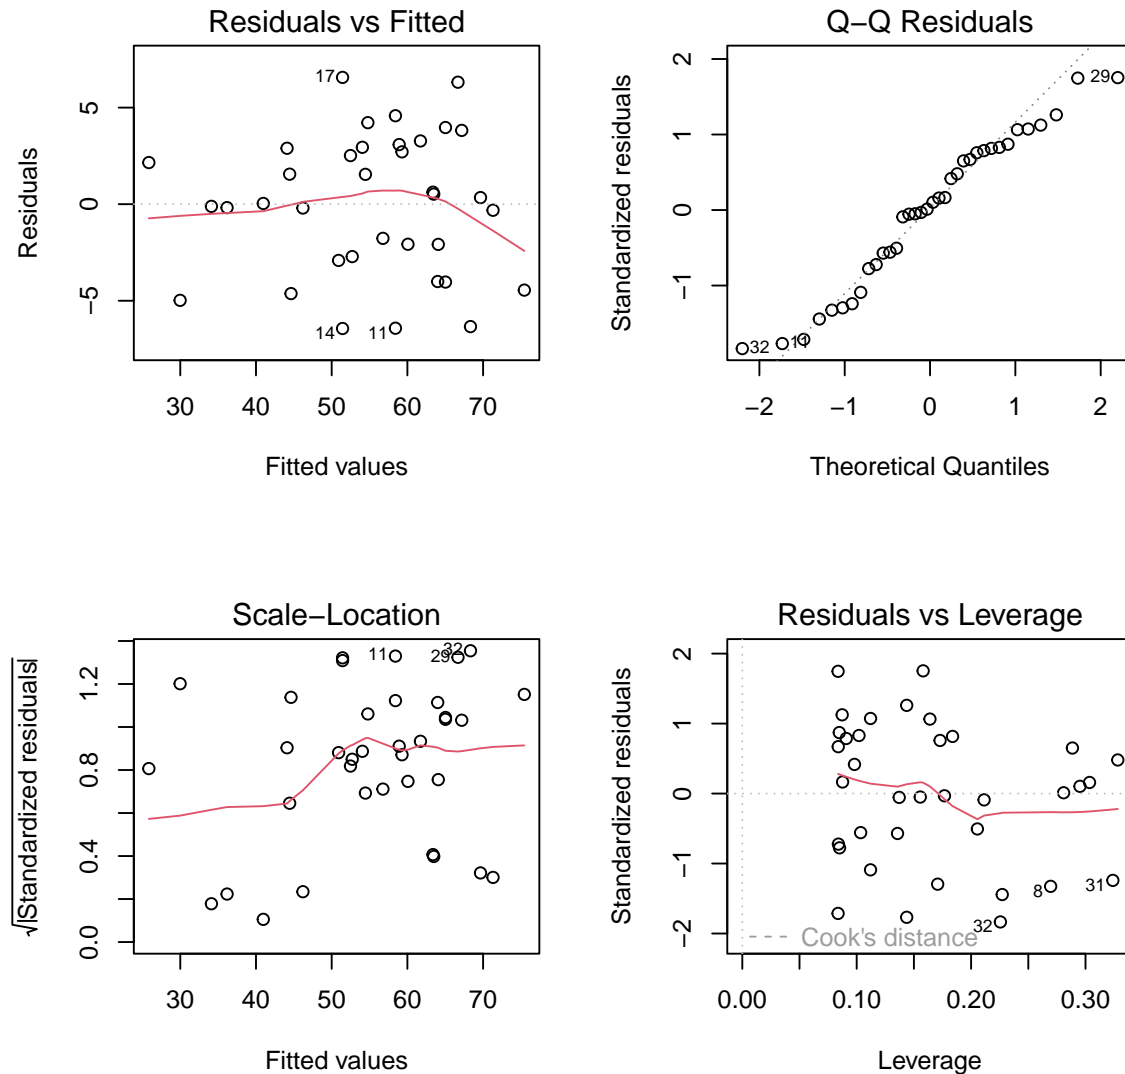 Residuals vs Fitted
Residuals
5
0
−5
17
14
11
30 40 50 60 70
Fitted values
Q−Q Residuals
Standardized residuals
2
1
0
−1
29
32
11
−2 −1 0 1 2
Theoretical Quantiles
Scale−Location
√|Standardized residuals|
1.2
0.8
0.4
0.0
11
29
32
30 40 50 60 70
Fitted values
Residuals vs Leverage
Standardized residuals
2
1
0
−1
−2
8
31
32
Cook's distance
0.00 0.10 0.20 0.30
Leverage